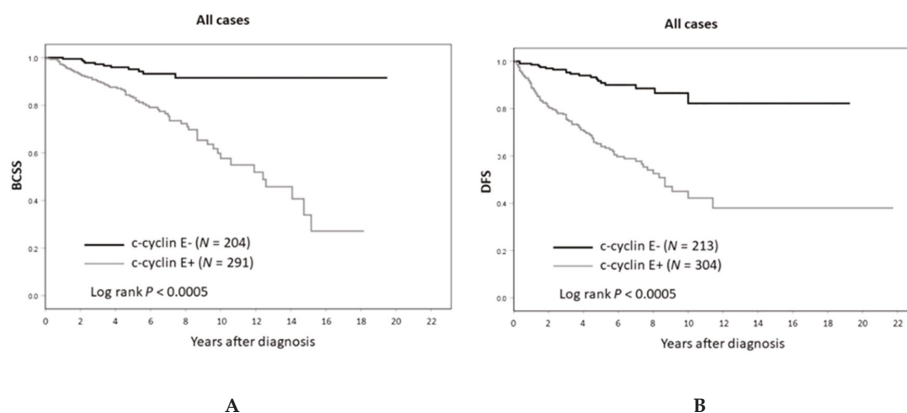 All cases
1.0
0.8
0.6
0.4
0.2
0.0
BCSS
c-cyclin E- (N = 204)
c-cyclin E+ (N = 291)
Log rank P < 0.0005
0 2 4 6 8 10 12 14 16 18 20 22
Years after diagnosis
A
All cases
1.0
0.8
0.6
0.4
0.2
0.0
DFS
c-cyclin E- (N = 213)
c-cyclin E+ (N = 304)
Log rank P < 0.0005
0 2 4 6 8 10 12 14 16 18 20 22
Years after diagnosis
B